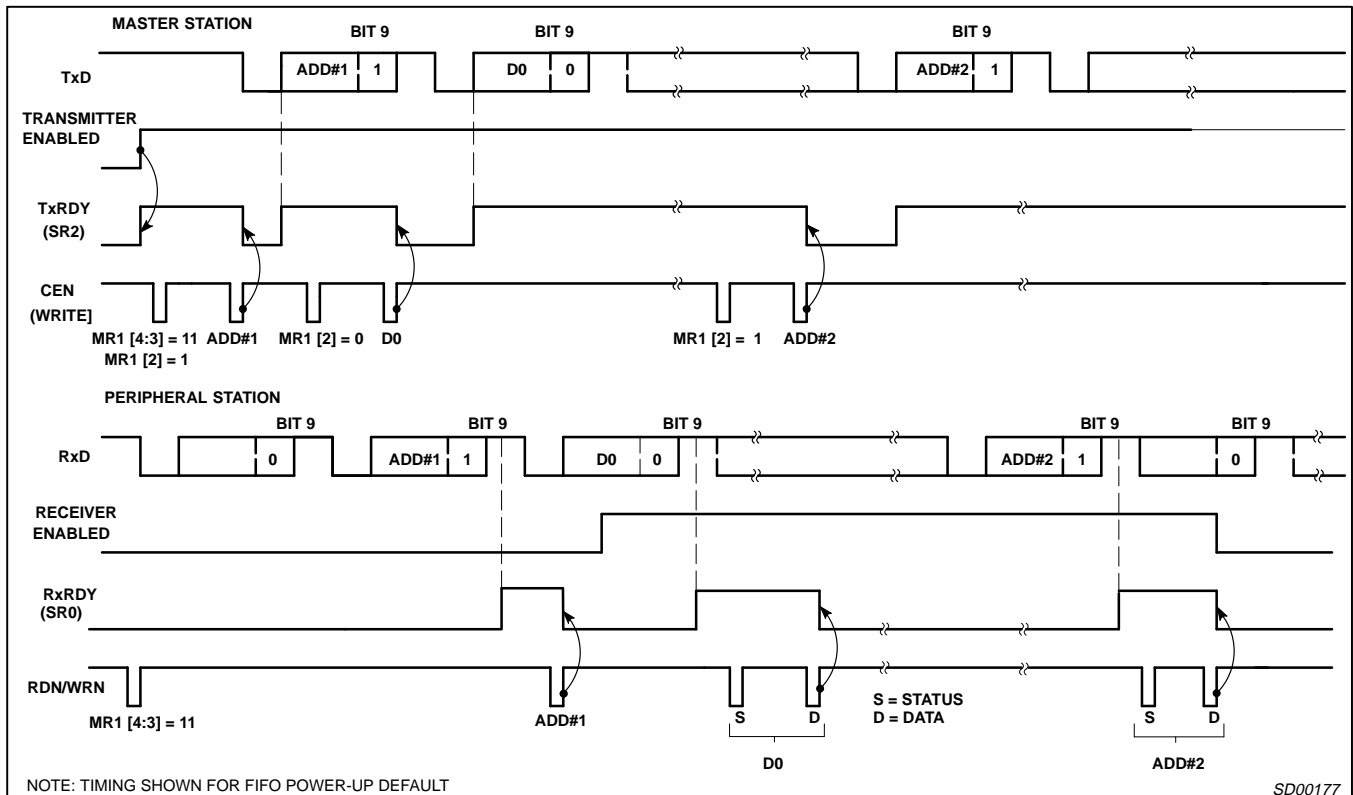 MASTER STATION
BIT 9 BIT 9 BIT 9
TxD ADD#1 1 D0 0 ADD#2 1
TRANSMITTER
ENABLED
TxRDY
(SR2)
CEN
(WRITE]
MR1 [4:3] = 11 ADD#1 MR1 [2] = 0 D0 MR1 [2] = 1 ADD#2
MR1 [2] = 1
PERIPHERAL STATION
BIT 9 BIT 9 BIT 9 BIT 9 BIT 9
RxD 0 ADD#1 1 D0 0 ADD#2 1 0
RECEIVER
ENABLED
RxRDY
(SR0)
RDN/WRN
MR1 [4:3] = 11 ADD#1 S D S = STATUS S D
D = DATA
D0 ADD#2
NOTE: TIMING SHOWN FOR FIFO POWER-UP DEFAULT
SD00177